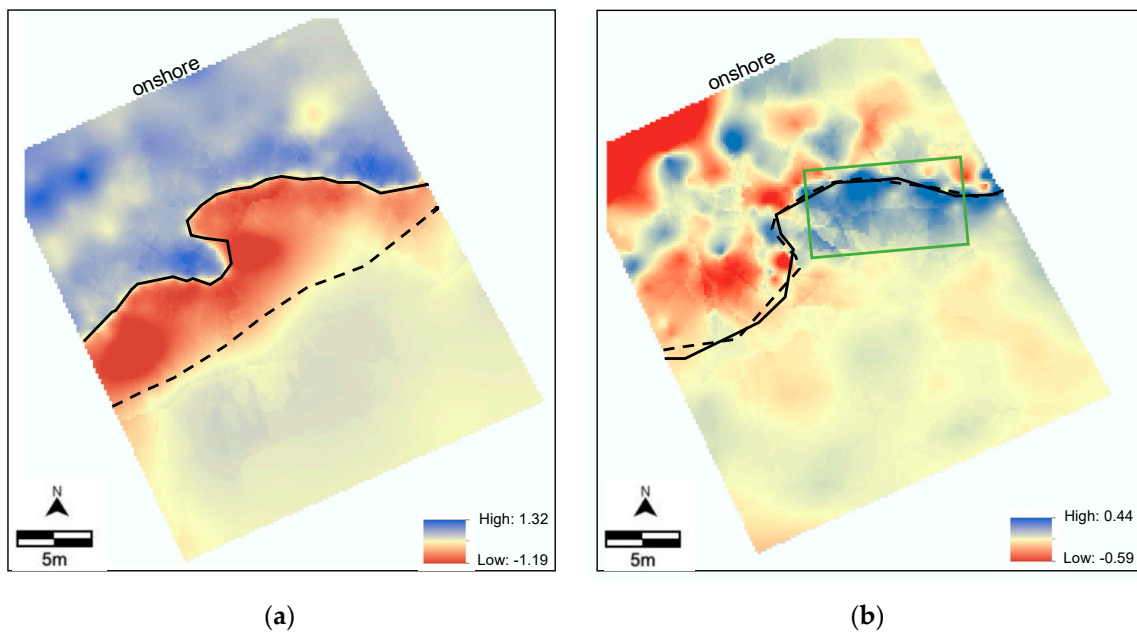 onshore
N
5m
High: 1.32
Low: -1.19
(a)
onshore
N
5m
High: 0.44
Low: -0.59
(b)